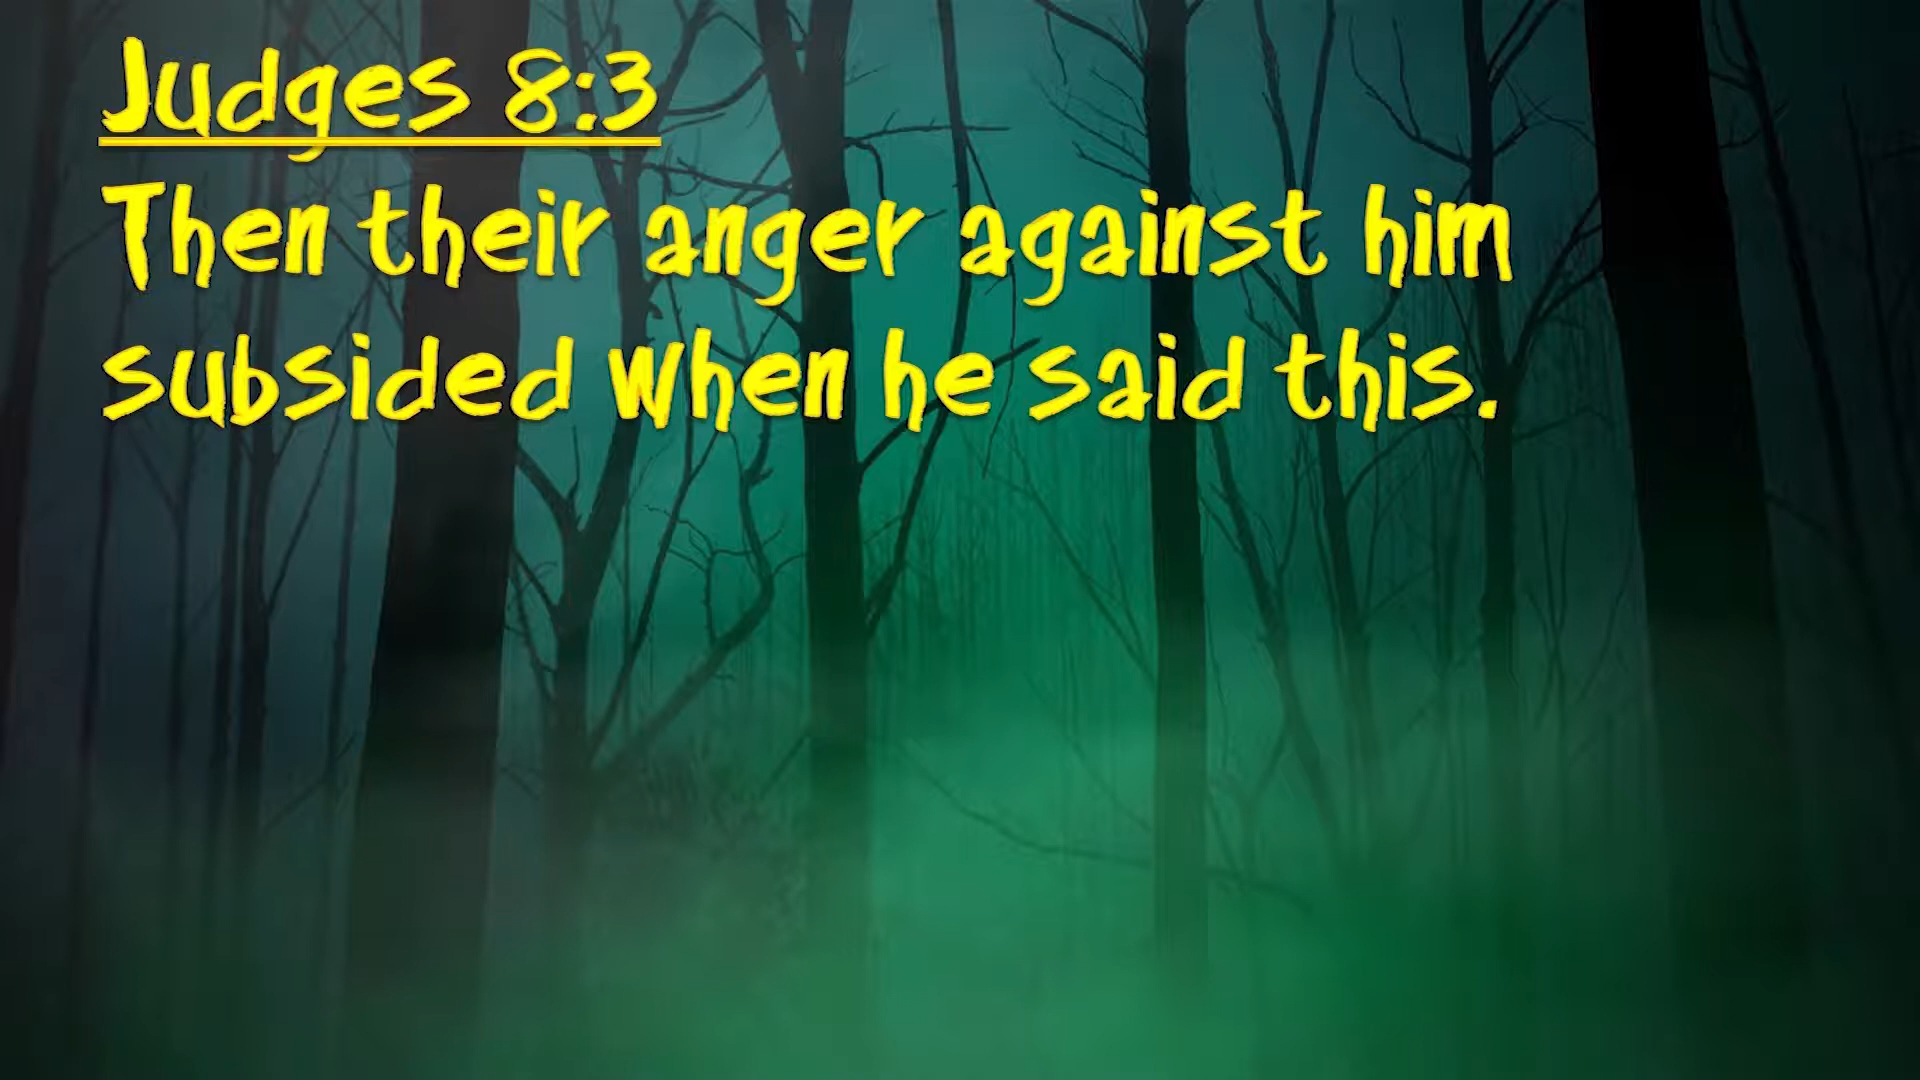 Judges 8:3
Then their anger against him
subsided when he said this.